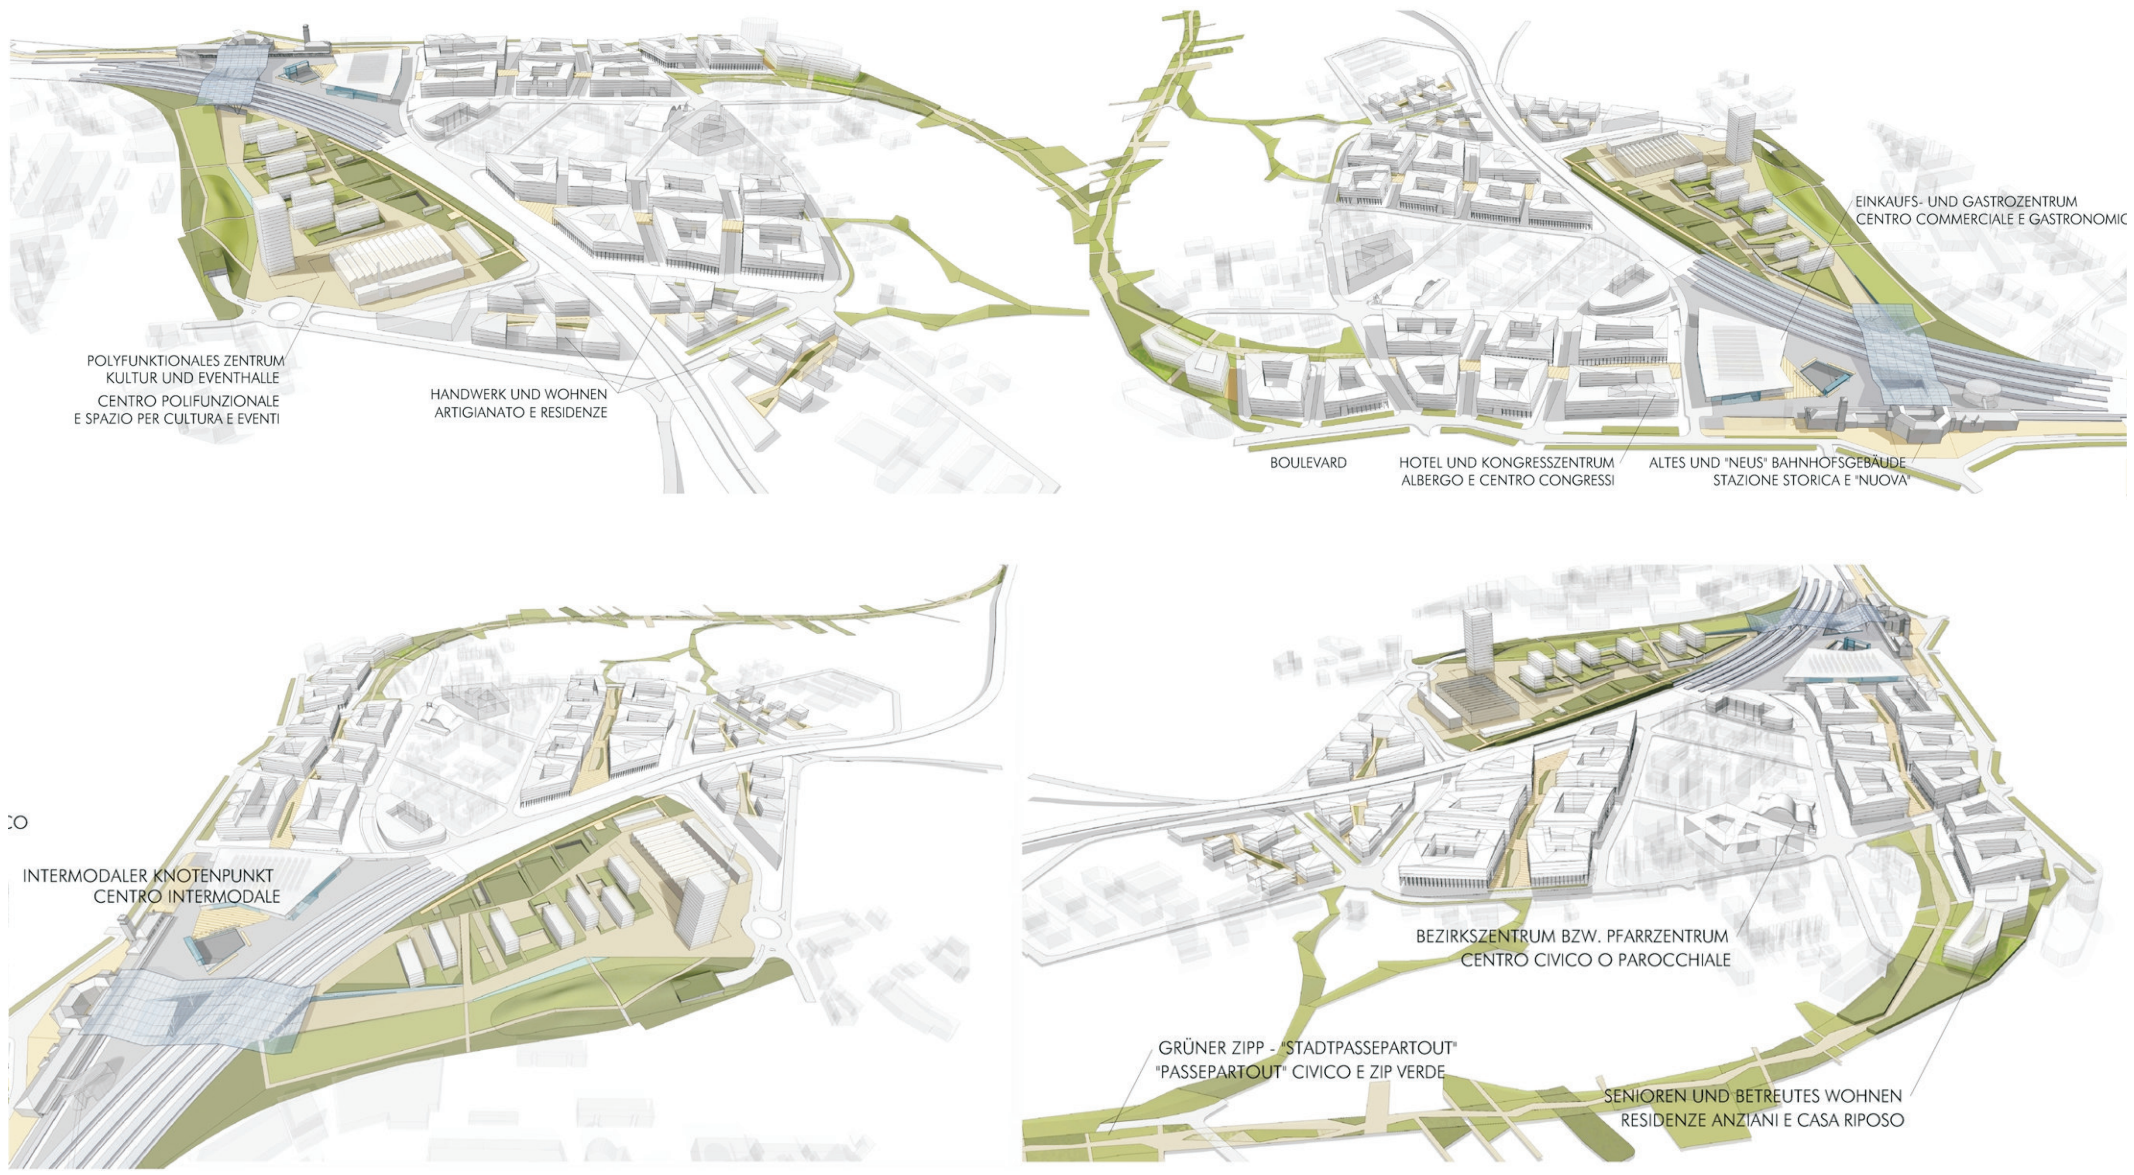 EINKAUFS- UND GASTROZENTRUM
CENTRO COMMERCIALE E GASTRONOMIC
POLYFUNKTIONALES ZENTRUM
KULTUR UND EVENTHALLE
CENTRO POLIFUNZIONALE
E SPAZIO PER CULTURA E EVENTI
HANDWERK UND WOHNEN
ARTIGIANATO E RESIDENZE
BOULEVARD
HOTEL UND KONGRESSZENTRUM
ALBERGO E CENTRO CONGRESSI
ALTES UND "NEUS" BAHNHOFSGEBÄUDE
STAZIONE STORICA E "NUOVA"
CO
INTERMODALER KNOTENPUNKT
CENTRO INTERMODALE
BEZIRKSZENTRUM BZW. PFARRZENTRUM
CENTRO CIVICO O PAROCCHIALE
GRÜNER ZIPP - "STADTPASSEPARTOUT"
"PASSEPARTOUT" CIVICO E ZIP VERDE
SENIOREN UND BETREUTES WOHNEN
RESIDENZE ANZIANI E CASA RIPOSO